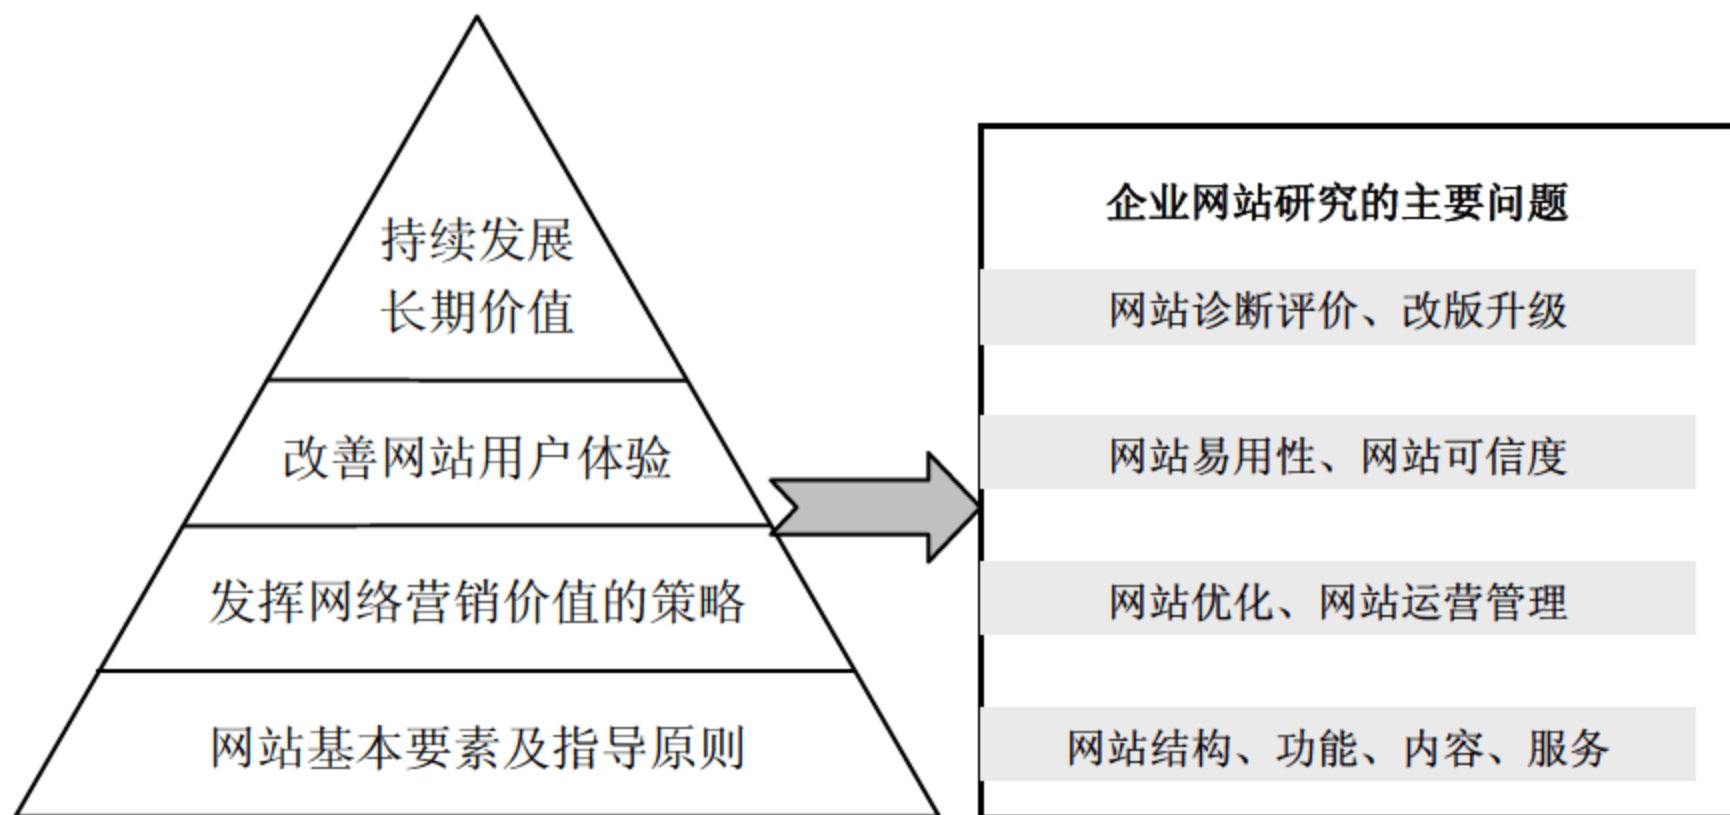 持续发展
长期价值
改善网站用户体验
发挥网络营销价值的策略
网站基本要素及指导原则
企业网站研究的主要问题
网站诊断评价、改版升级
网站易用性、网站可信度
网站优化、网站运营管理
网站结构、功能、内容、服务